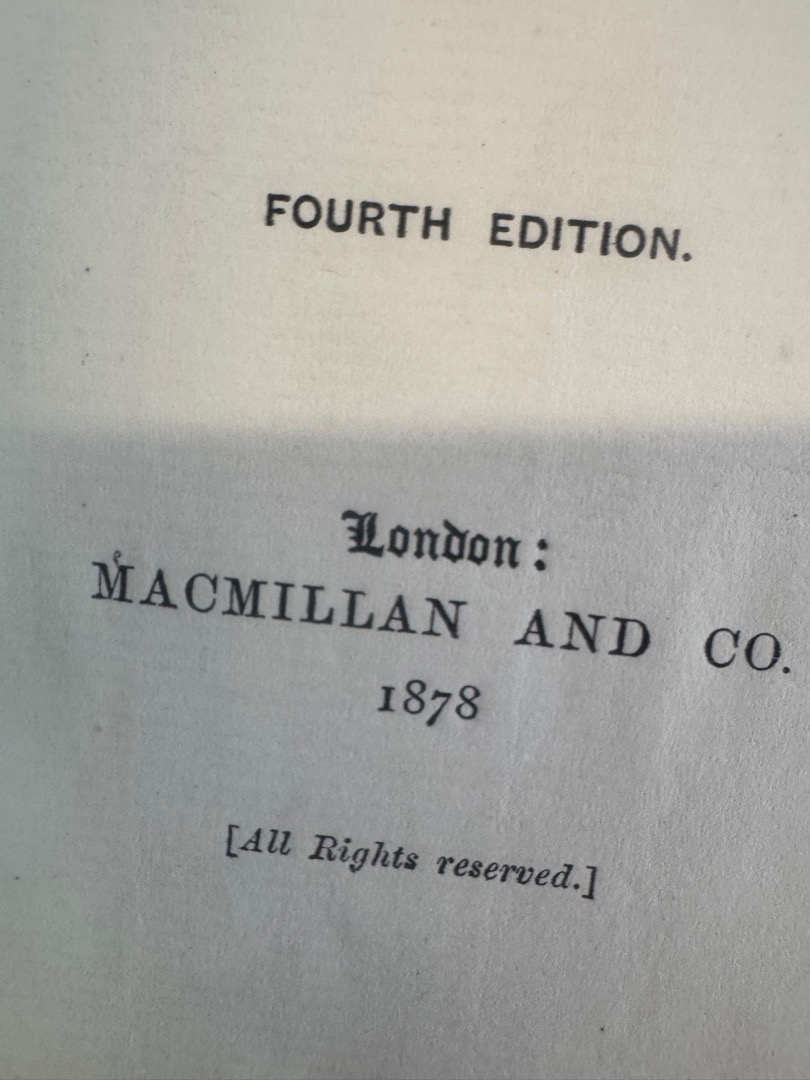 FOURTH EDITION.
London:
MACMILLAN AND CO.
1878
[All Rights reserved.]